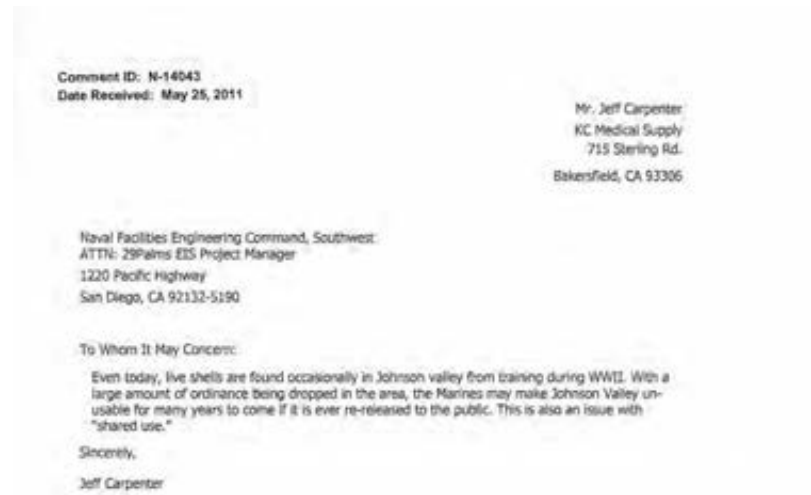 Comment ID: N-14043
Date Received: May 25, 2011
Mr. Jeff Carpenter
KC Medical Supply
715 Sterling Rd.
Bakersfield, CA 93306
Naval Facilities Engineering Command, Southwest
ATTN: 29Palms EIS Project Manager
1220 Pacific Highway
San Diego, CA 92132-5190
To Whom It May Concern:
Even today, live shells are found occasionally in Johnson valley from training during WWII. With a
large amount of ordinance being dropped in the area, the Marines may make Johnson Valley un-
usable for many years to come if it is ever re-released to the public. This is also an issue with
"shared use."
Sincerely,
Jeff Carpenter